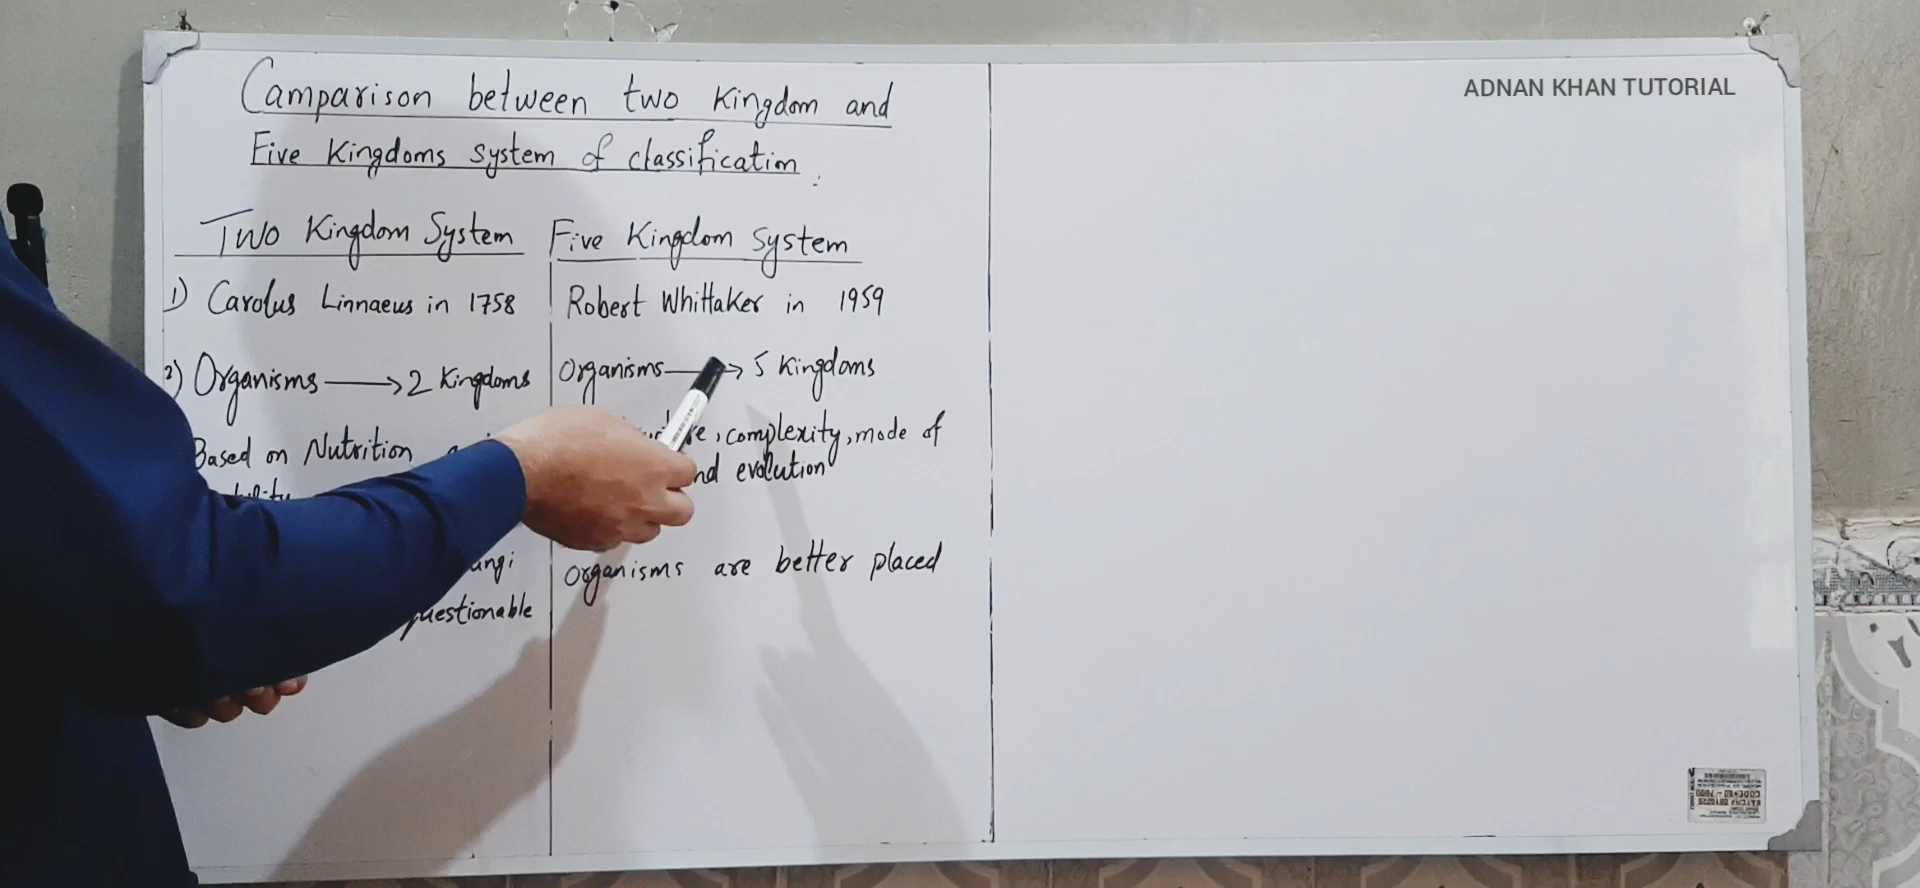 Camparison between two Kingdom and
Five Kingdoms system of classification
Two Kingdom System
1) Carolus Linnaeus in 1758
2) Organisms → 2 Kingdoms
Based on Nutrition
questionable
Five Kingdom System
Robert Whittaker in 1959
Organisms → 5 Kingdoms
, complexity, mode of
evolution
Organisms are better placed
ADNAN KHAN TUTORIAL